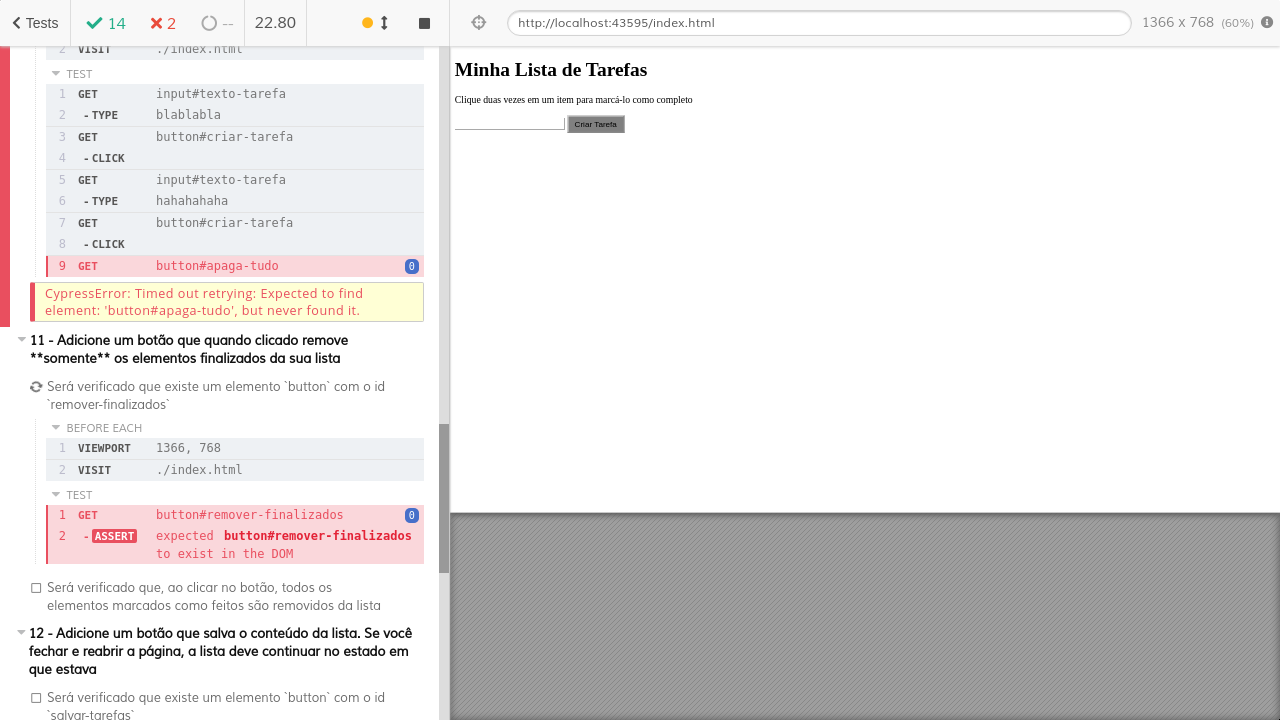 Tests 14 2 -- 22.80 http://localhost:43595/index.html 1366 x 768 (60%)
2 VISIT ./index.html
TEST
1 GET input#texto-tarefa
2 -TYPE blablabla
3 GET button#criar-tarefa
4 -CLICK
5 GET input#texto-tarefa
6 -TYPE hahahahaha
7 GET button#criar-tarefa
8 -CLICK
9 GET button#apaga-tudo 0
CypressError: Timed out retrying: Expected to find
element: 'button#apaga-tudo', but never found it.
11 - Adicione um botão que quando clicado remove
**somente** os elementos finalizados da sua lista
Será verificado que existe um elemento `button` com o id
`remover-finalizados`
BEFORE EACH
1 VIEWPORT 1366, 768
2 VISIT ./index.html
TEST
1 GET button#remover-finalizados 0
2 -ASSERT expected button#remover-finalizados
to exist in the DOM
Será verificado que, ao clicar no botão, todos os
elementos marcados como feitos são removidos da lista
12 - Adicione um botão que salva o conteúdo da lista. Se você
fechar e reabrir a página, a lista deve continuar no estado em
que estava
Será verificado que existe um elemento `button` com o id
`salvar-tarefas`
Minha Lista de Tarefas
Clique duas vezes em um item para marcá-lo como completo
Criar Tarefa